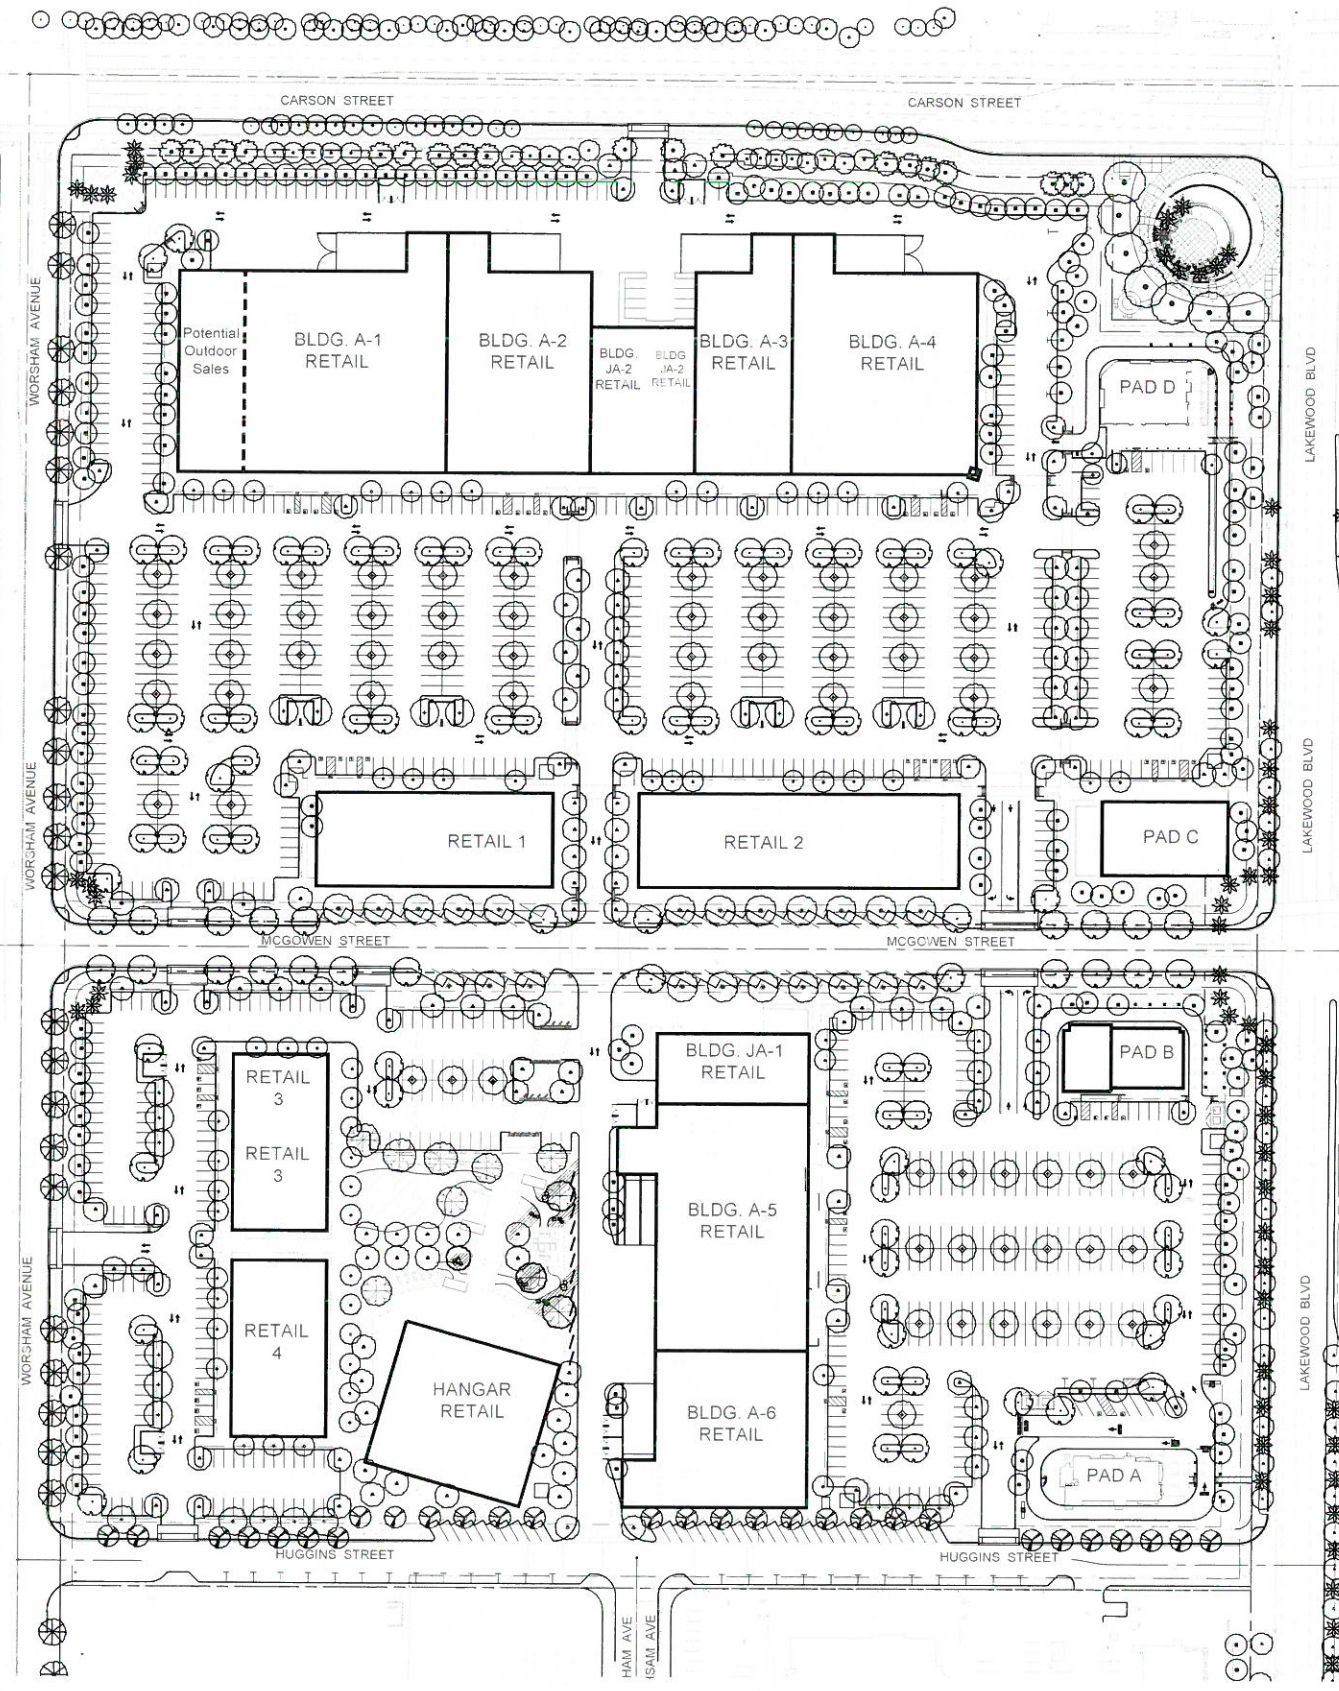 CARSON STREET
CARSON STREET
WORSHAM AVENUE
Potential
Outdoor
Sales
BLDG. A-1
RETAIL
BLDG. A-2
RETAIL
BLDG.
JA-2
RETAIL
BLDG
JA-2
RETAIL
BLDG. A-3
RETAIL
BLDG. A-4
RETAIL
PAD D
LAKEWOOD BLVD
WORSHAM AVENUE
RETAIL 1
RETAIL 2
PAD C
LAKEWOOD BLVD
MCGOWEN STREET
MCGOWEN STREET
RETAIL
3
RETAIL
3
BLDG. JA-1
RETAIL
PAD B
BLDG. A-5
RETAIL
WORSHAM AVENUE
RETAIL
4
HANGAR
RETAIL
BLDG. A-6
RETAIL
LAKEWOOD BLVD
PAD A
HUGGINS STREET
HUGGINS STREET
HAM AVE
HSAM AVE